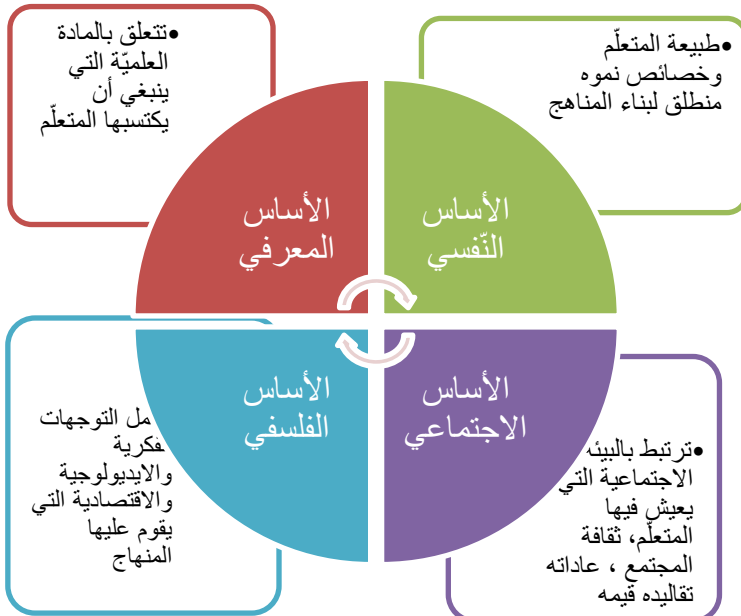 •طبيعة المتعلّم
وخصائص نموه
منطلق لبناء المناهج
•تتعلق بالمادة
العلميّة التي
ينبغي أن
يكتسبها المتعلّم
الأساس
النّفسي
الأساس
المعرفي
الأساس
الاجتماعي
الأساس
الفلسفي
•ترتبط بالبيئه
الاجتماعية التي
يعيش فيها
المتعلّم، ثقافة
المجتمع ، عاداته
تقاليده قيمه
التوجهات
والايديولوجية
والاقتصادية التي
يقوم عليها
المنهاج